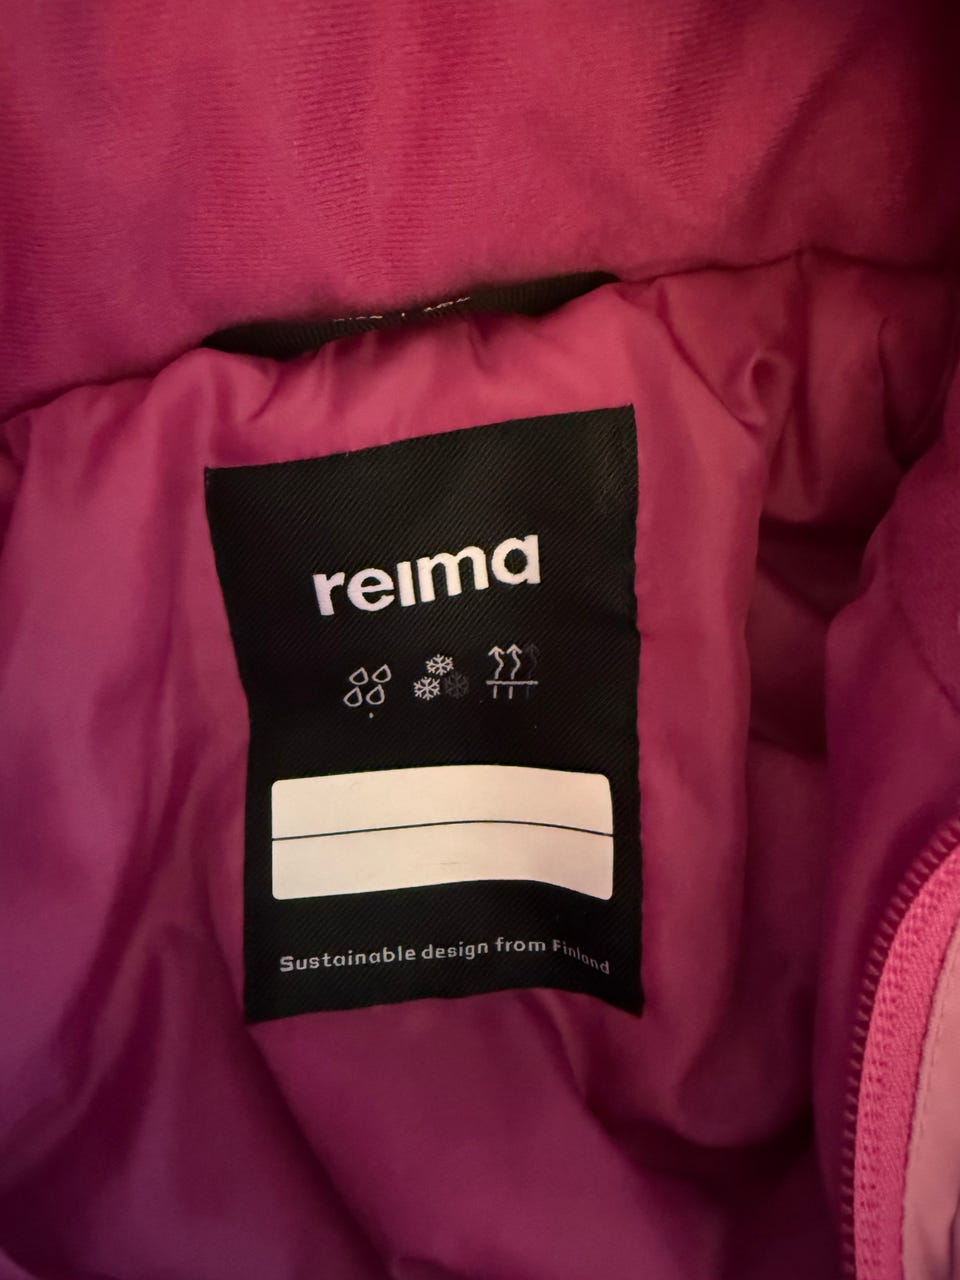 reima
Sustainable design from Finland